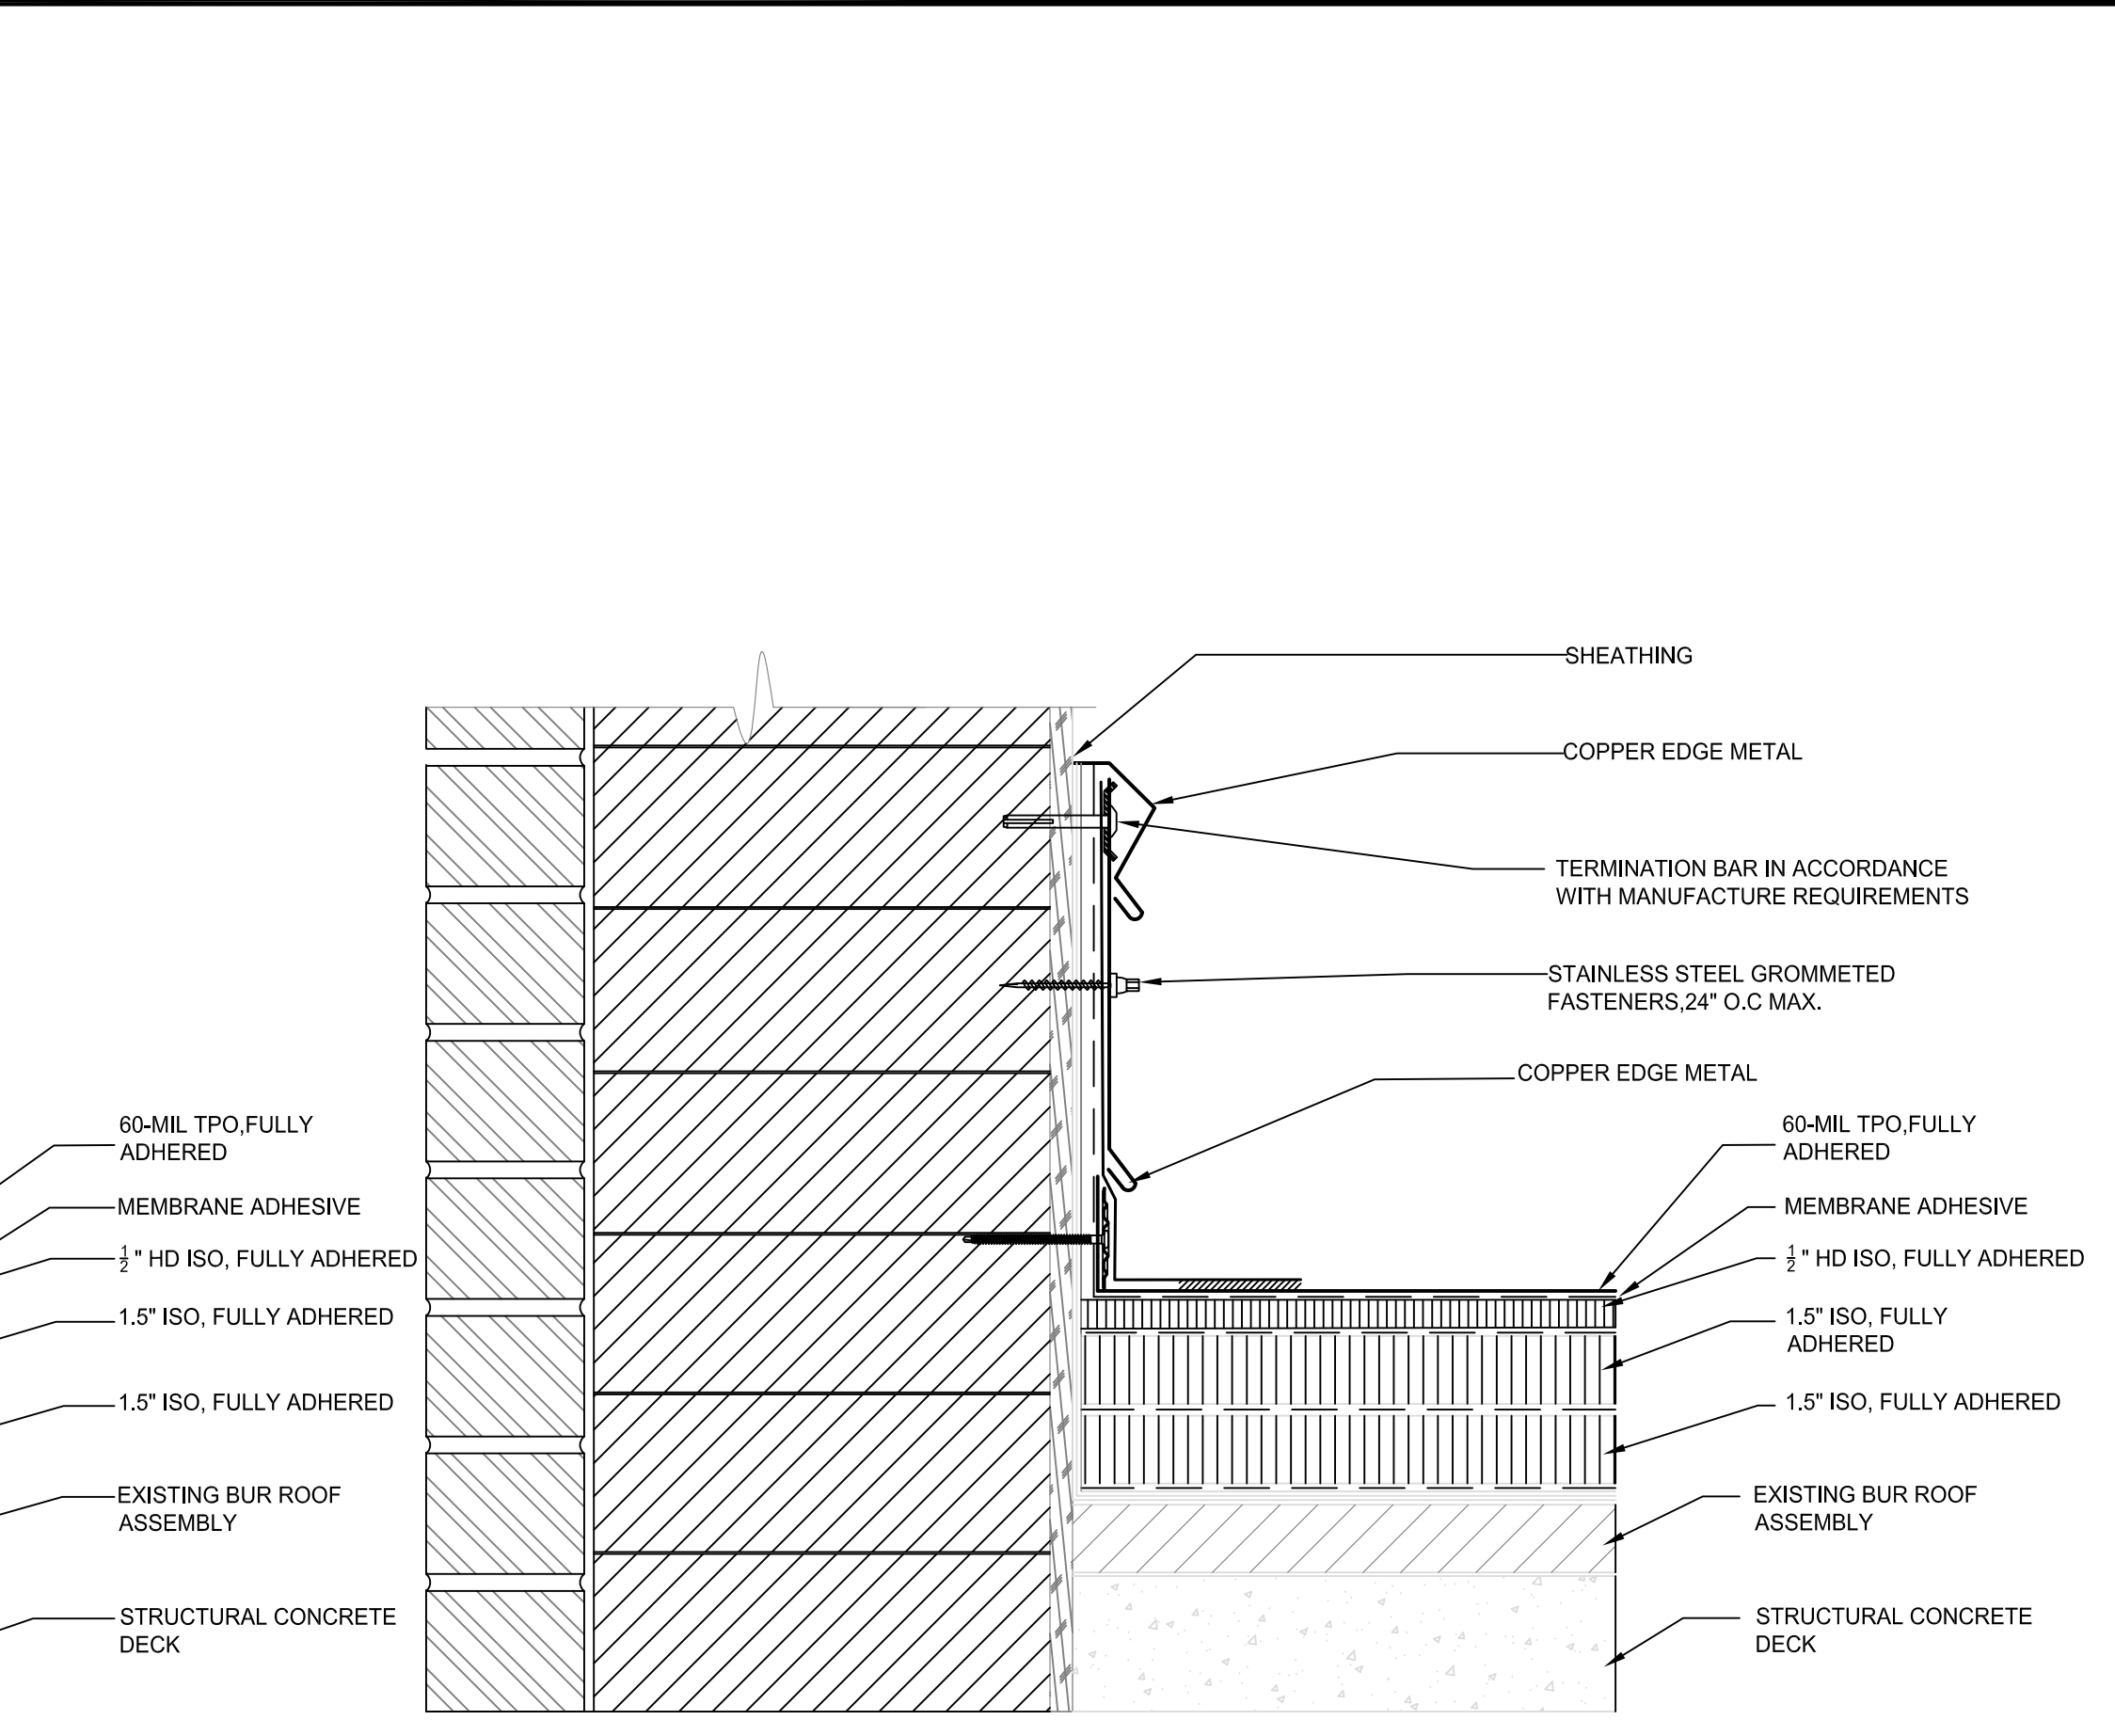 SHEATHING
COPPER EDGE METAL
TERMINATION BAR IN ACCORDANCE
WITH MANUFACTURE REQUIREMENTS
STAINLESS STEEL GROMMETED
FASTENERS,24" O.C MAX.
COPPER EDGE METAL
60-MIL TPO,FULLY
ADHERED
MEMBRANE ADHESIVE
1/2" HD ISO, FULLY ADHERED
1.5" ISO, FULLY ADHERED
1.5" ISO, FULLY ADHERED
EXISTING BUR ROOF
ASSEMBLY
STRUCTURAL CONCRETE
DECK
60-MIL TPO,FULLY
ADHERED
MEMBRANE ADHESIVE
1/2" HD ISO, FULLY ADHERED
1.5" ISO, FULLY
ADHERED
1.5" ISO, FULLY ADHERED
EXISTING BUR ROOF
ASSEMBLY
STRUCTURAL CONCRETE
DECK